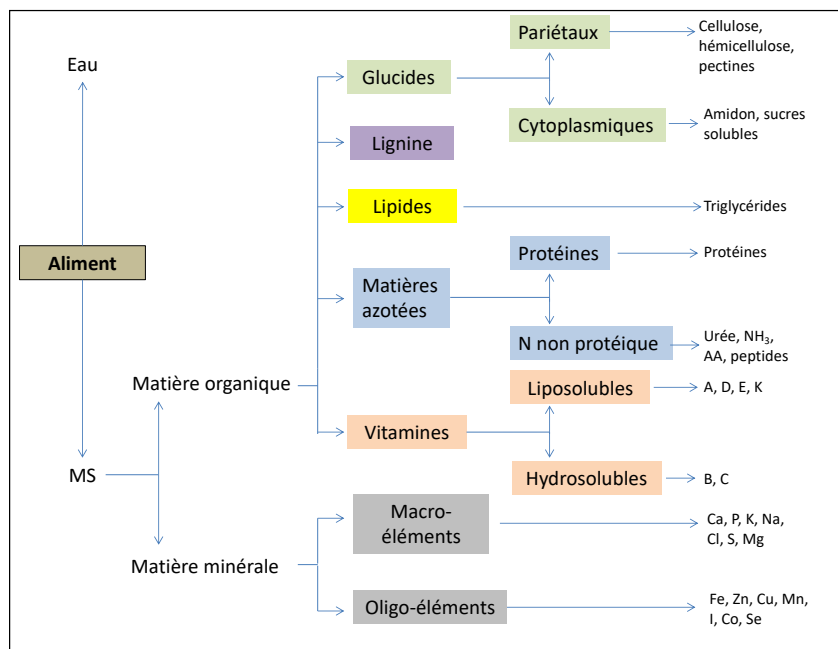 Eau
Aliment
MS
Matière organique
Matière minérale
Glucides
Pariétaux
Cellulose,
hémicellulose,
pectines
Cytoplasmiques
Amidon, sucres
solubles
Lignine
Lipides
Triglycérides
Matières
azotées
Protéines
Protéines
N non protéique
Urée, NH₃,
AA, peptides
Vitamines
Liposolubles
A, D, E, K
Hydrosolubles
B, C
Macro-
éléments
Ca, P, K, Na,
Cl, S, Mg
Oligo-éléments
Fe, Zn, Cu, Mn,
I, Co, Se